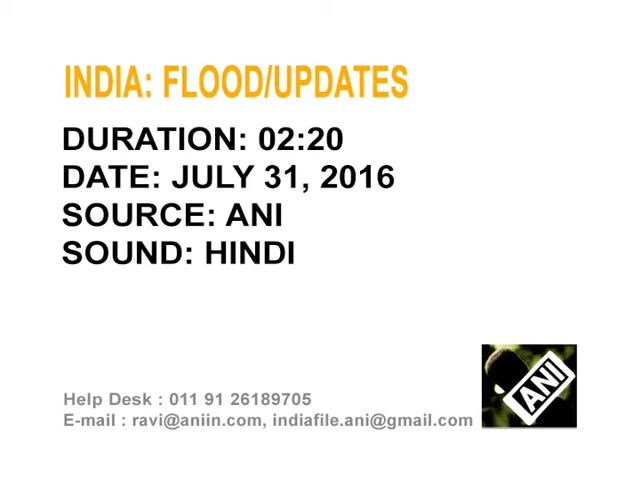 INDIA: FLOOD/UPDATES
DURATION: 02:20
DATE: JULY 31, 2016
SOURCE: ANI
SOUND: HINDI
ANI
Help Desk : 011 91 26189705
E-mail : ravi@aniin.com, indiafile.ani@gmail.com